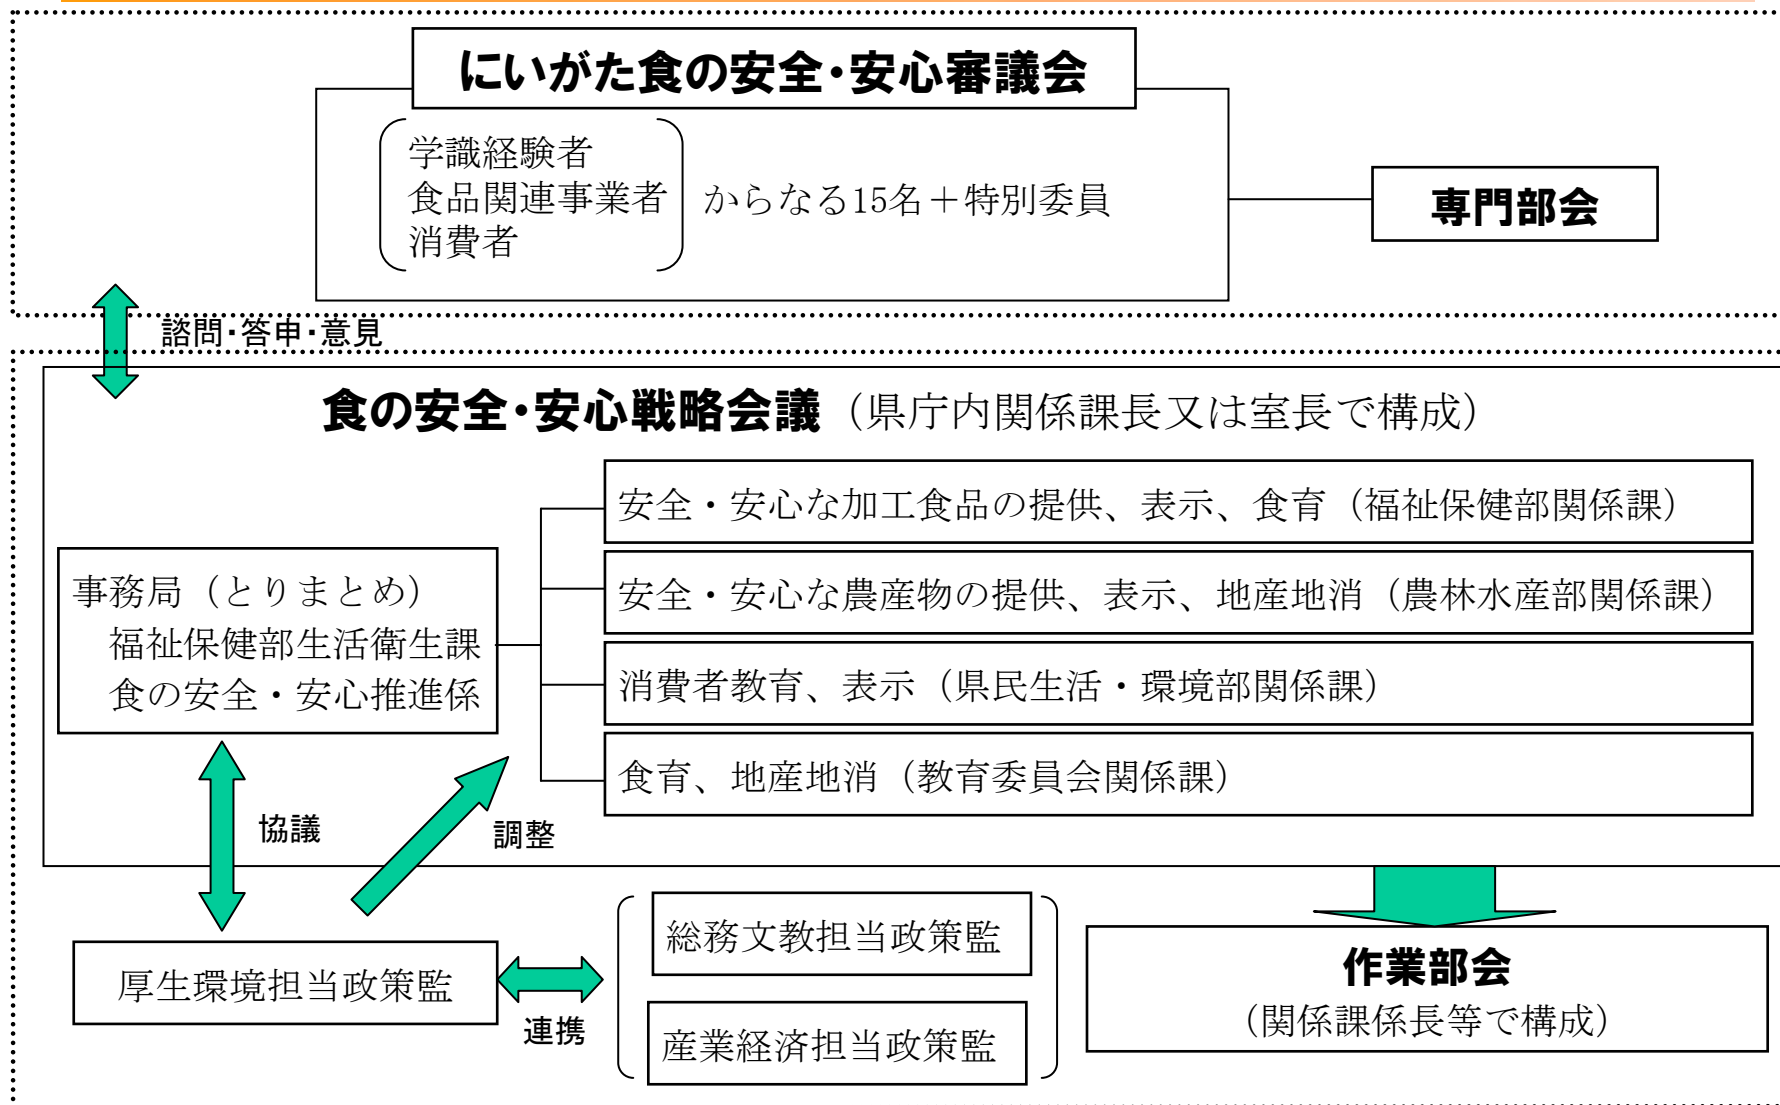 にいがた食の安全・安心審議会
学識経験者
食品関連事業者
消費者
からなる15名＋特別委員
専門部会
諮問・答申・意見
食の安全・安心戦略会議（県庁内関係課長又は室長で構成）
安全・安心な加工食品の提供、表示、食育（福祉保健部関係課）
安全・安心な農産物の提供、表示、地産地消（農林水産部関係課）
消費者教育、表示（県民生活・環境部関係課）
食育、地産地消（教育委員会関係課）
事務局（とりまとめ）
福祉保健部生活衛生課
食の安全・安心推進係
協議
調整
厚生環境担当政策監
連携
総務文教担当政策監
産業経済担当政策監
作業部会
（関係課係長等で構成）